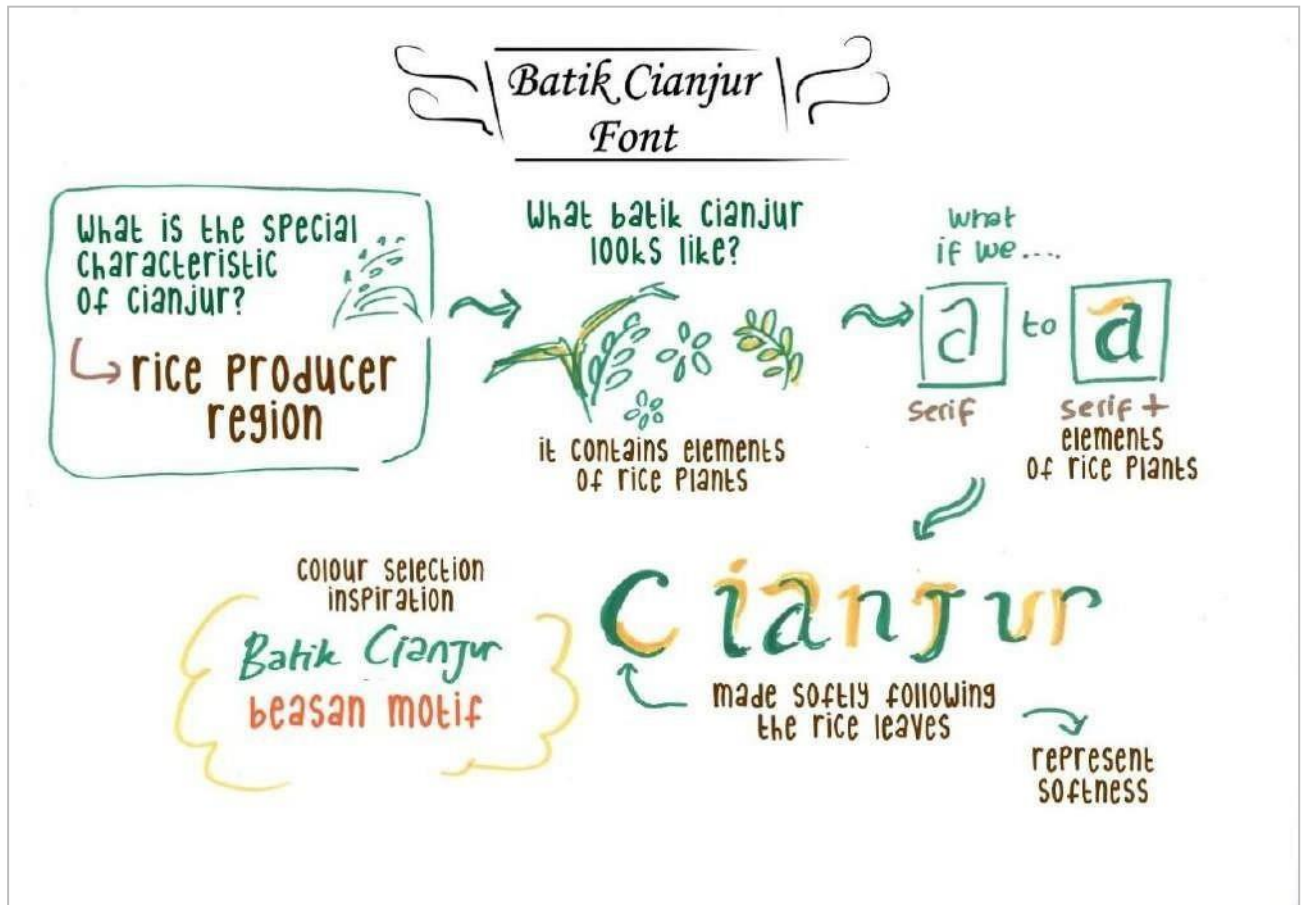 Batik Cianjur
Font
What is the special
characteristic
of cianjur?
rice producer
region
What batik cianjur
looks like?
it contains elements
of rice plants
what
if we....
a
to
a
serif
serif +
elements
of rice plants
colour selection
inspiration
Batik Cianjur
beasan motif
Cianjur
made softly following
the rice leaves
represent
softness